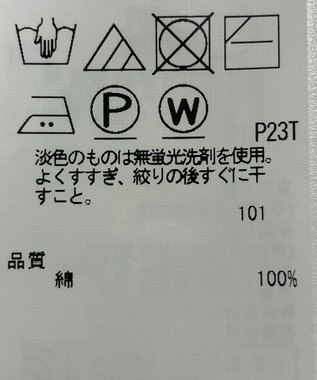 P W
P23T
淡色のものは無蛍光洗剤を使用。
よくすすぎ、絞りの後すぐに干
すこと。
101
品質
綿 100%